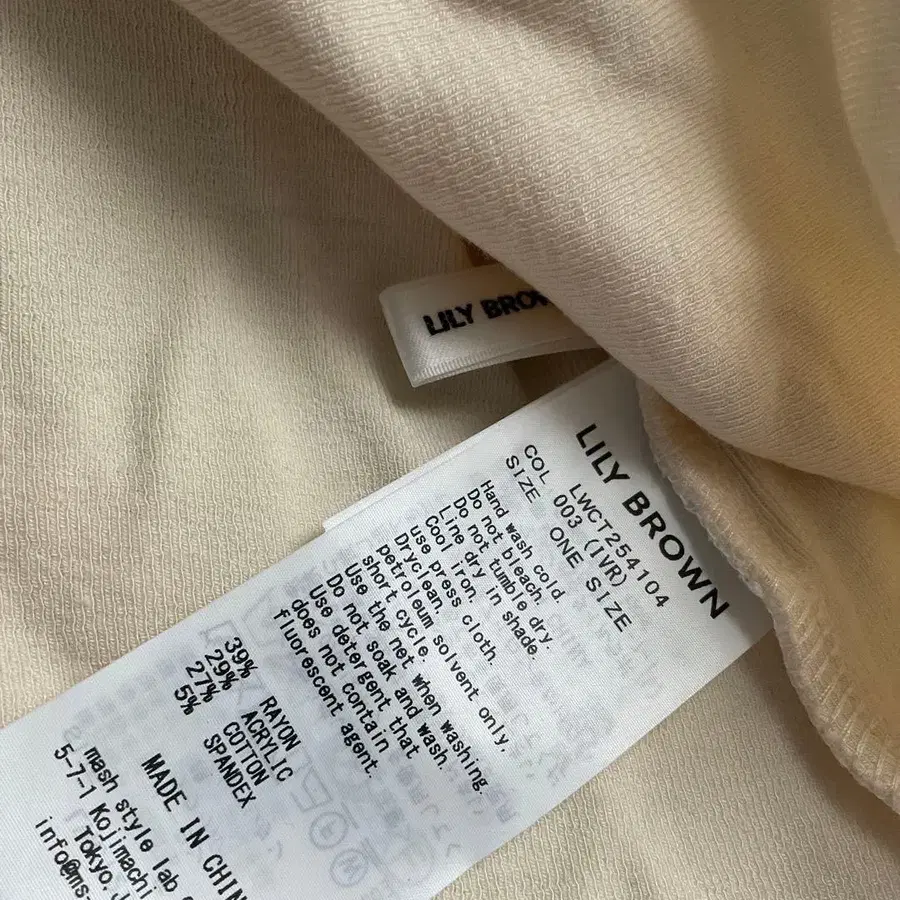 LILY BROW
LILY BROWN
LWCT254104
COL 003(IVR)
SIZE ONE SIZE
Hand wash cold.
Do not bleach.
Do not tumble dry.
Line dry in shade.
Cool iron.
use press cloth.
Dryclean.
petroleum solvent only.
short cycle.
Use the net when washing.
Do not soak and wash.
Use detergent that
does not contain
fluorescent agent.
39% RAYON
29% ACRYLIC
27% COTTON
5% SPANDEX
MADE IN CHIN
mash style lab
5-7-1 Kojimachi
Tokyo,
info@ms-